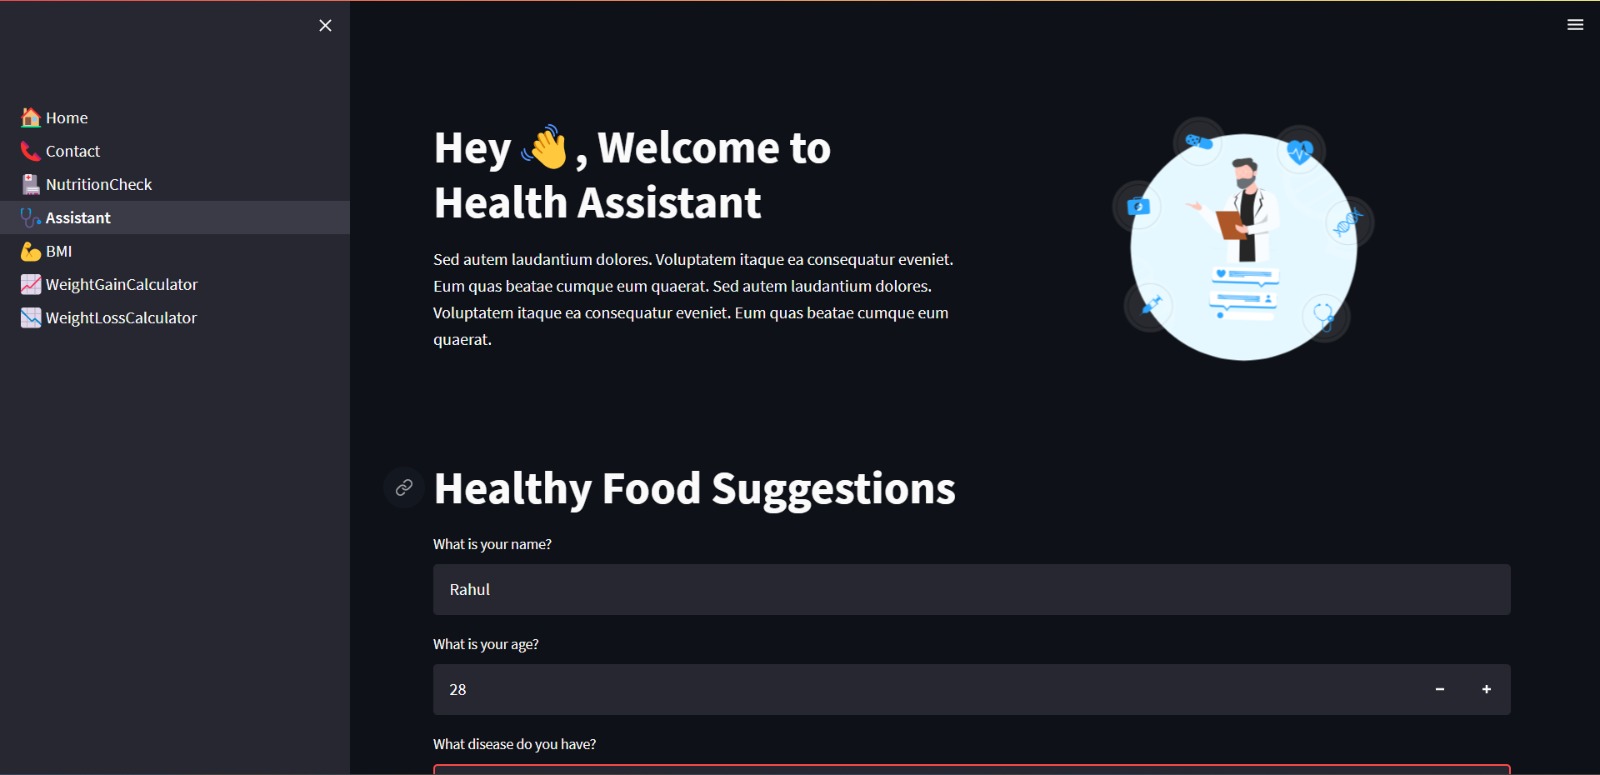 Home
Contact
NutritionCheck
Assistant
BMI
WeightGainCalculator
WeightLossCalculator
Hey 👋, Welcome to
Health Assistant
Sed autem laudantium dolores. Voluptatem itaque ea consequatur eveniet.
Eum quas beatae cumque eum quaerat. Sed autem laudantium dolores.
Voluptatem itaque ea consequatur eveniet. Eum quas beatae cumque eum
quaerat.
Healthy Food Suggestions
What is your name?
Rahul
What is your age?
28
What disease do you have?